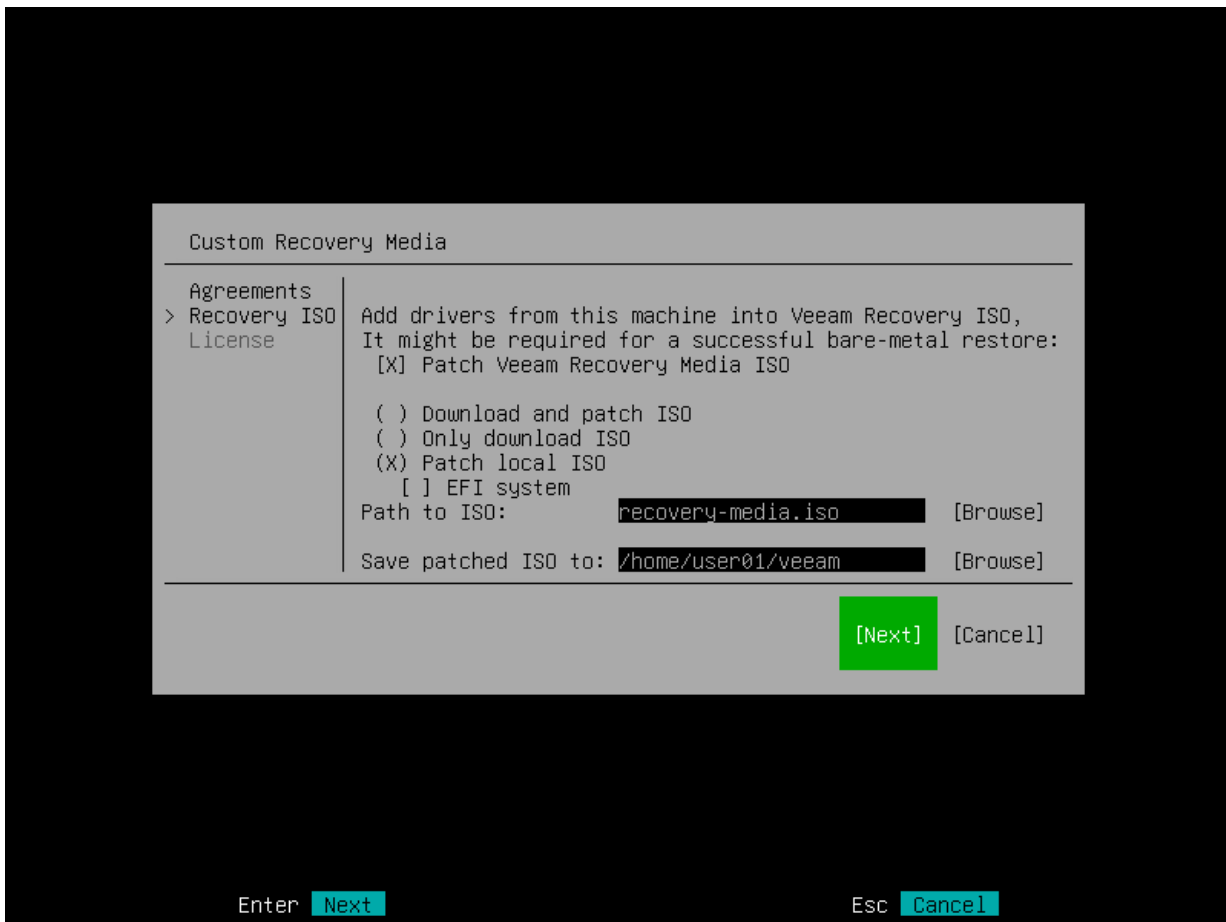 Custom Recovery Media
Agreements
> Recovery ISO
License
Add drivers from this machine into Veeam Recovery ISO,
It might be required for a successful bare-metal restore:
[X] Patch Veeam Recovery Media ISO
( ) Download and patch ISO
( ) Only download ISO
(X) Patch local ISO
[ ] EFI system
Path to ISO: recovery-media.iso [Browse]
Save patched ISO to: /home/user01/veeam [Browse]
[Next] [Cancel]
Enter Next Esc Cancel